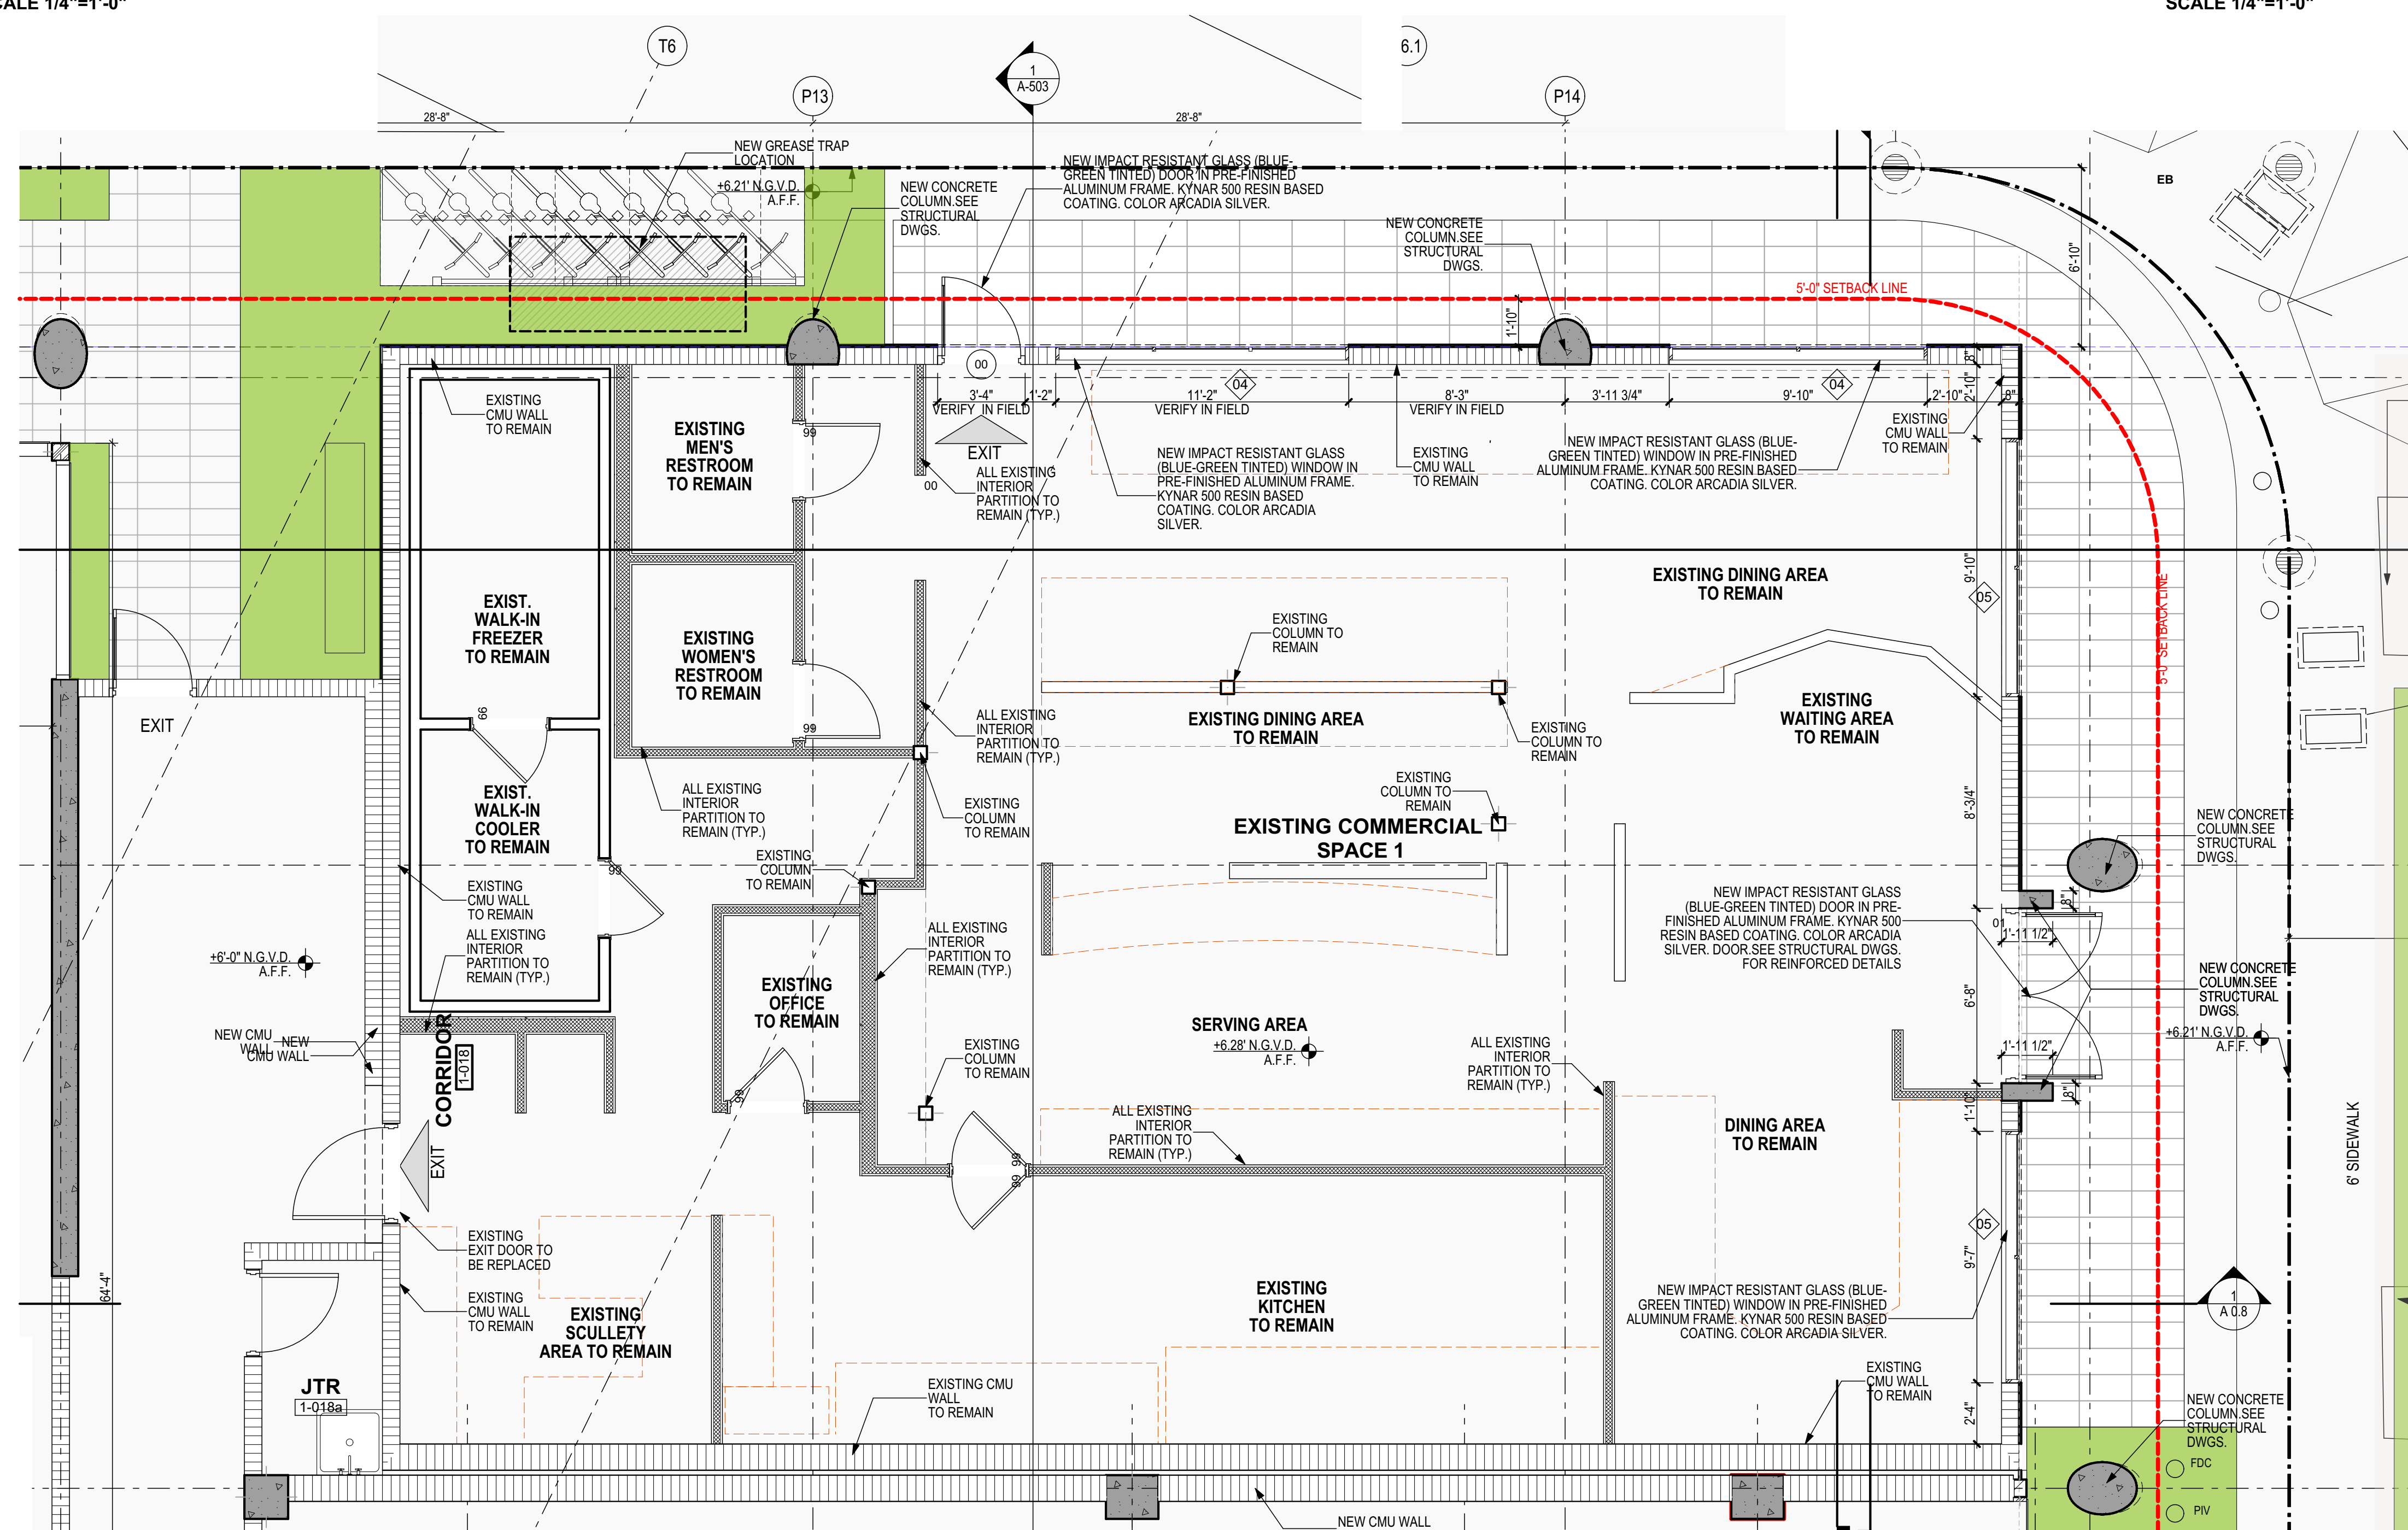 SCALE 1/4"=1'-0"
T6
1
A-503
6.1
P13
P14
28'-8"
28'-8"
NEW GREASE TRAP
LOCATION
+6.21' N.G.V.D.
A.F.F.
NEW CONCRETE
COLUMN.SEE
STRUCTURAL
DWGS.
NEW IMPACT RESISTANT GLASS (BLUE-
GREEN TINTED) DOOR IN PRE-FINISHED
ALUMINUM FRAME. KYNAR 500 RESIN BASED
COATING. COLOR ARCADIA SILVER.
NEW CONCRETE
COLUMN.SEE
STRUCTURAL
DWGS.
5'-0" SETBACK LINE
1'-10"
6'-10"
EB
EXISTING
CMU WALL
TO REMAIN
EXISTING
MEN'S
RESTROOM
TO REMAIN
99
00
3'-4"
VERIFY IN FIELD
1'-2"
11'-2"
VERIFY IN FIELD
04
8'-3"
VERIFY IN FIELD
3'-11 3/4"
9'-10"
04
2'-10"
8"
8"
2'-10"
EXIT
00
ALL EXISTING
INTERIOR
PARTITION TO
REMAIN (TYP.)
NEW IMPACT RESISTANT GLASS
(BLUE-GREEN TINTED) WINDOW IN
PRE-FINISHED ALUMINUM FRAME.
KYNAR 500 RESIN BASED
COATING. COLOR ARCADIA
SILVER.
EXISTING
CMU WALL
TO REMAIN
NEW IMPACT RESISTANT GLASS (BLUE-
GREEN TINTED) WINDOW IN PRE-FINISHED
ALUMINUM FRAME. KYNAR 500 RESIN BASED
COATING. COLOR ARCADIA SILVER.
EXISTING
CMU WALL
TO REMAIN
EXIST.
WALK-IN
FREEZER
TO REMAIN
EXISTING
WOMEN'S
RESTROOM
TO REMAIN
99
99
EXISTING
COLUMN TO
REMAIN
EXISTING DINING AREA
TO REMAIN
9'-10"
05
5'-0" SETBACK LINE
EXIT
ALL EXISTING
INTERIOR
PARTITION TO
REMAIN (TYP.)
EXISTING DINING AREA
TO REMAIN
EXISTING
COLUMN TO
REMAIN
EXISTING
WAITING AREA
TO REMAIN
EXIST.
WALK-IN
COOLER
TO REMAIN
ALL EXISTING
INTERIOR
PARTITION TO
REMAIN (TYP.)
EXISTING
COLUMN
TO REMAIN
EXISTING
COLUMN TO
REMAIN
EXISTING COMMERCIAL
SPACE 1
8'-3/4"
NEW CONCRETE
COLUMN.SEE
STRUCTURAL
DWGS.
EXISTING
COLUMN
TO REMAIN
99
EXISTING
CMU WALL
TO REMAIN
ALL EXISTING
INTERIOR
PARTITION TO
REMAIN (TYP.)
ALL EXISTING
INTERIOR
PARTITION TO
REMAIN (TYP.)
NEW IMPACT RESISTANT GLASS
(BLUE-GREEN TINTED) DOOR IN PRE-
FINISHED ALUMINUM FRAME. KYNAR 500
RESIN BASED COATING. COLOR ARCADIA
SILVER. DOOR.SEE STRUCTURAL DWGS.
FOR REINFORCED DETAILS
01
8"
1'-11 1/2"
+6'-0" N.G.V.D.
A.F.F.
EXISTING
OFFICE
TO REMAIN
6'-8"
NEW CONCRETE
COLUMN.SEE
STRUCTURAL
DWGS.
NEW CMU
WALL
NEW
CMU WALL
CORRIDOR
1-018
SERVING AREA
+6.28' N.G.V.D.
A.F.F.
EXISTING
COLUMN
TO REMAIN
ALL EXISTING
INTERIOR
PARTITION TO
REMAIN (TYP.)
+6.21' N.G.V.D.
A.F.F.
1'-11 1/2"
8"
1'-10"
99
ALL EXISTING
INTERIOR
PARTITION TO
REMAIN (TYP.)
DINING AREA
TO REMAIN
6' SIDEWALK
EXIT
99
99
EXISTING
EXIT DOOR TO
BE REPLACED
05
9'-7"
64'-4"
EXISTING
CMU WALL
TO REMAIN
EXISTING
SCULLETY
AREA TO REMAIN
EXISTING
KITCHEN
TO REMAIN
NEW IMPACT RESISTANT GLASS (BLUE-
GREEN TINTED) WINDOW IN PRE-FINISHED
ALUMINUM FRAME. KYNAR 500 RESIN BASED
COATING. COLOR ARCADIA SILVER.
1
A 0.8
JTR
1-018a
EXISTING CMU
WALL
TO REMAIN
EXISTING
CMU WALL
TO REMAIN
2'-4"
NEW CONCRETE
COLUMN.SEE
STRUCTURAL
DWGS.
FDC
PIV
NEW CMU WALL